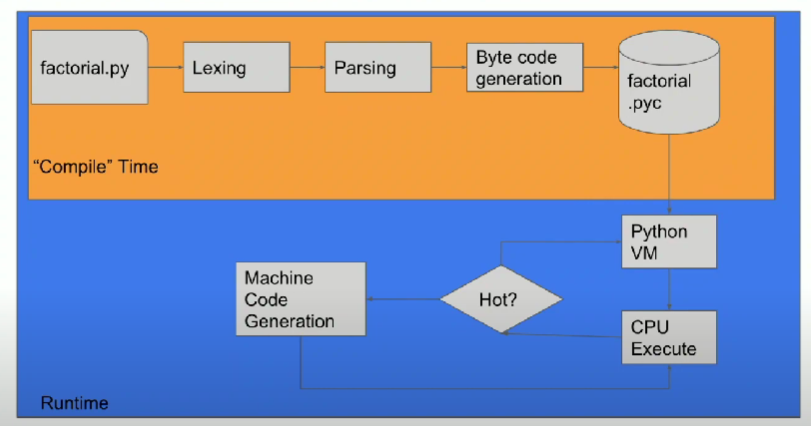 factorial.py
Lexing
Parsing
Byte code
generation
factorial
.pyc
“Compile” Time
Python
VM
Machine
Code
Generation
Hot?
CPU
Execute
Runtime